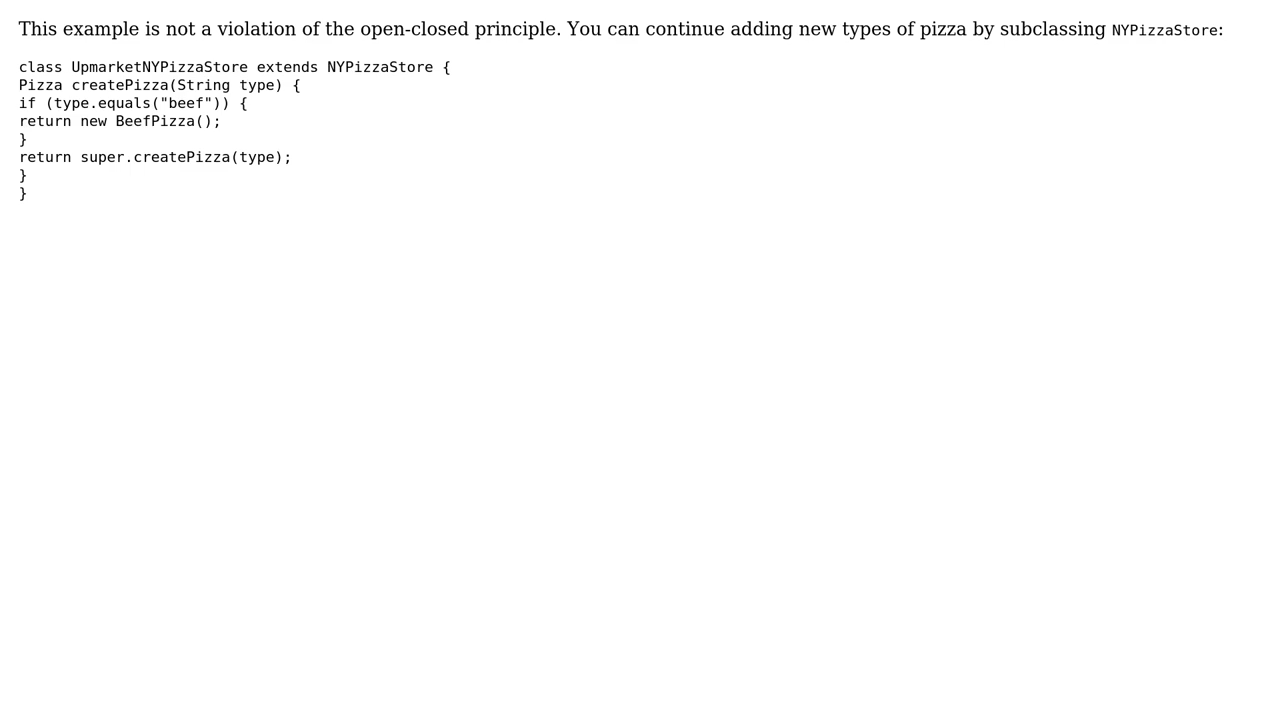 This example is not a violation of the open-closed principle. You can continue adding new types of pizza by subclassing NYPizzaStore:
class UpmarketNYPizzaStore extends NYPizzaStore {
Pizza createPizza(String type) {
if (type.equals("beef")) {
return new BeefPizza();
}
return super.createPizza(type);
}
}